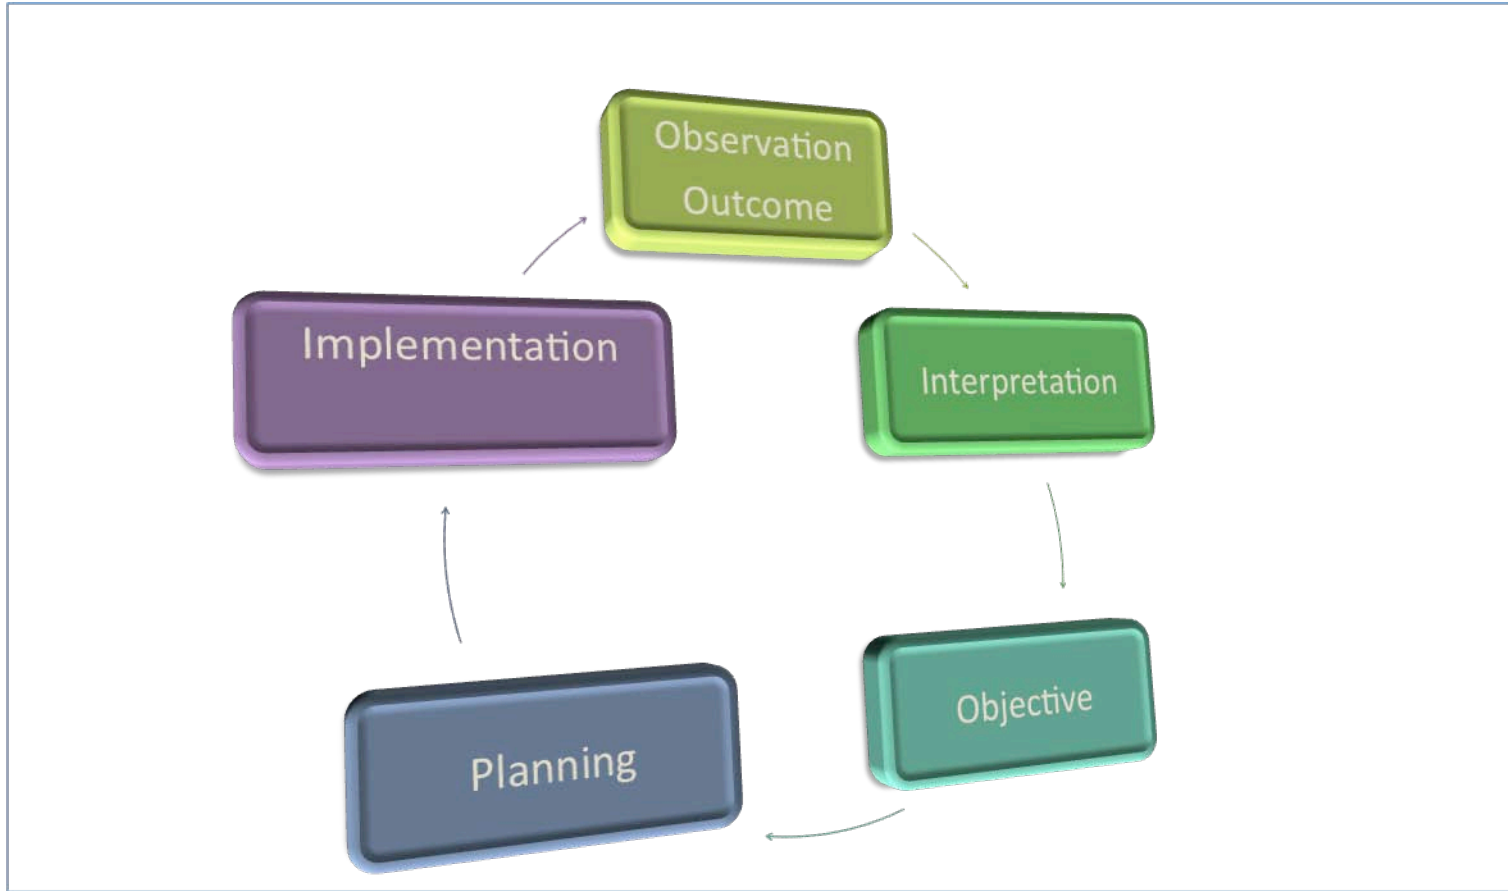 Observation
Outcome
Interpretation
Objective
Planning
Implementation